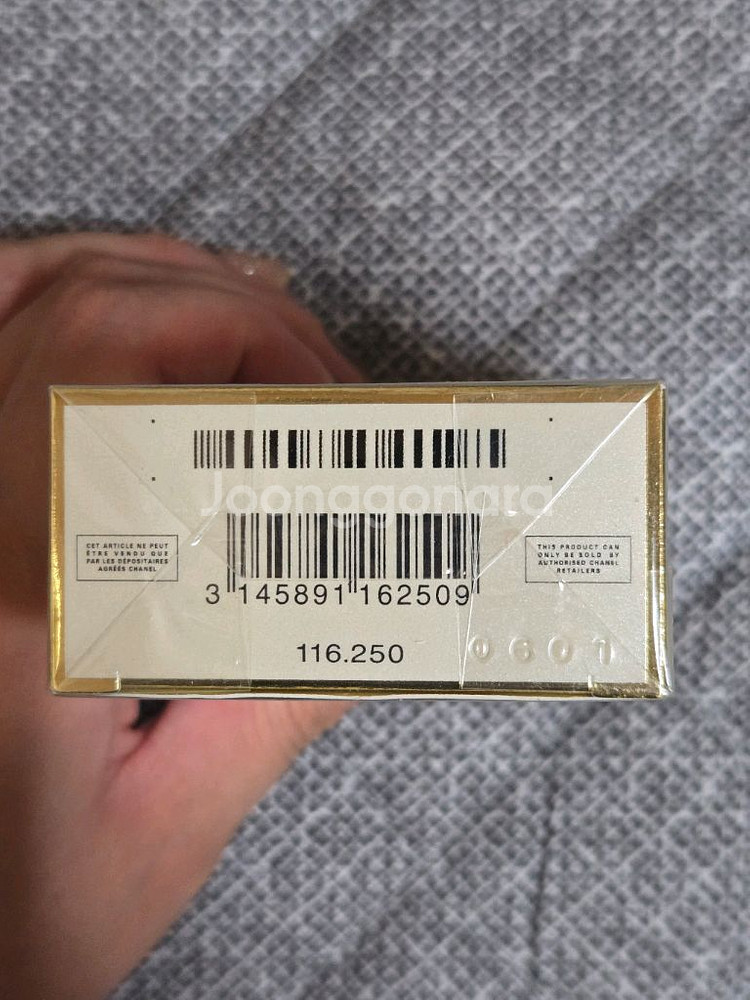 Joonggonara
CET ARTICLE NE PEUT
ÊTRE VENDU QUE
PAR LES DÉPOSITAIRES
AGRÉÉS CHANEL
THIS PRODUCT CAN
ONLY BE SOLD BY
AUTHORISED CHANEL
RETAILERS
3 145891 162509
116.250
0601